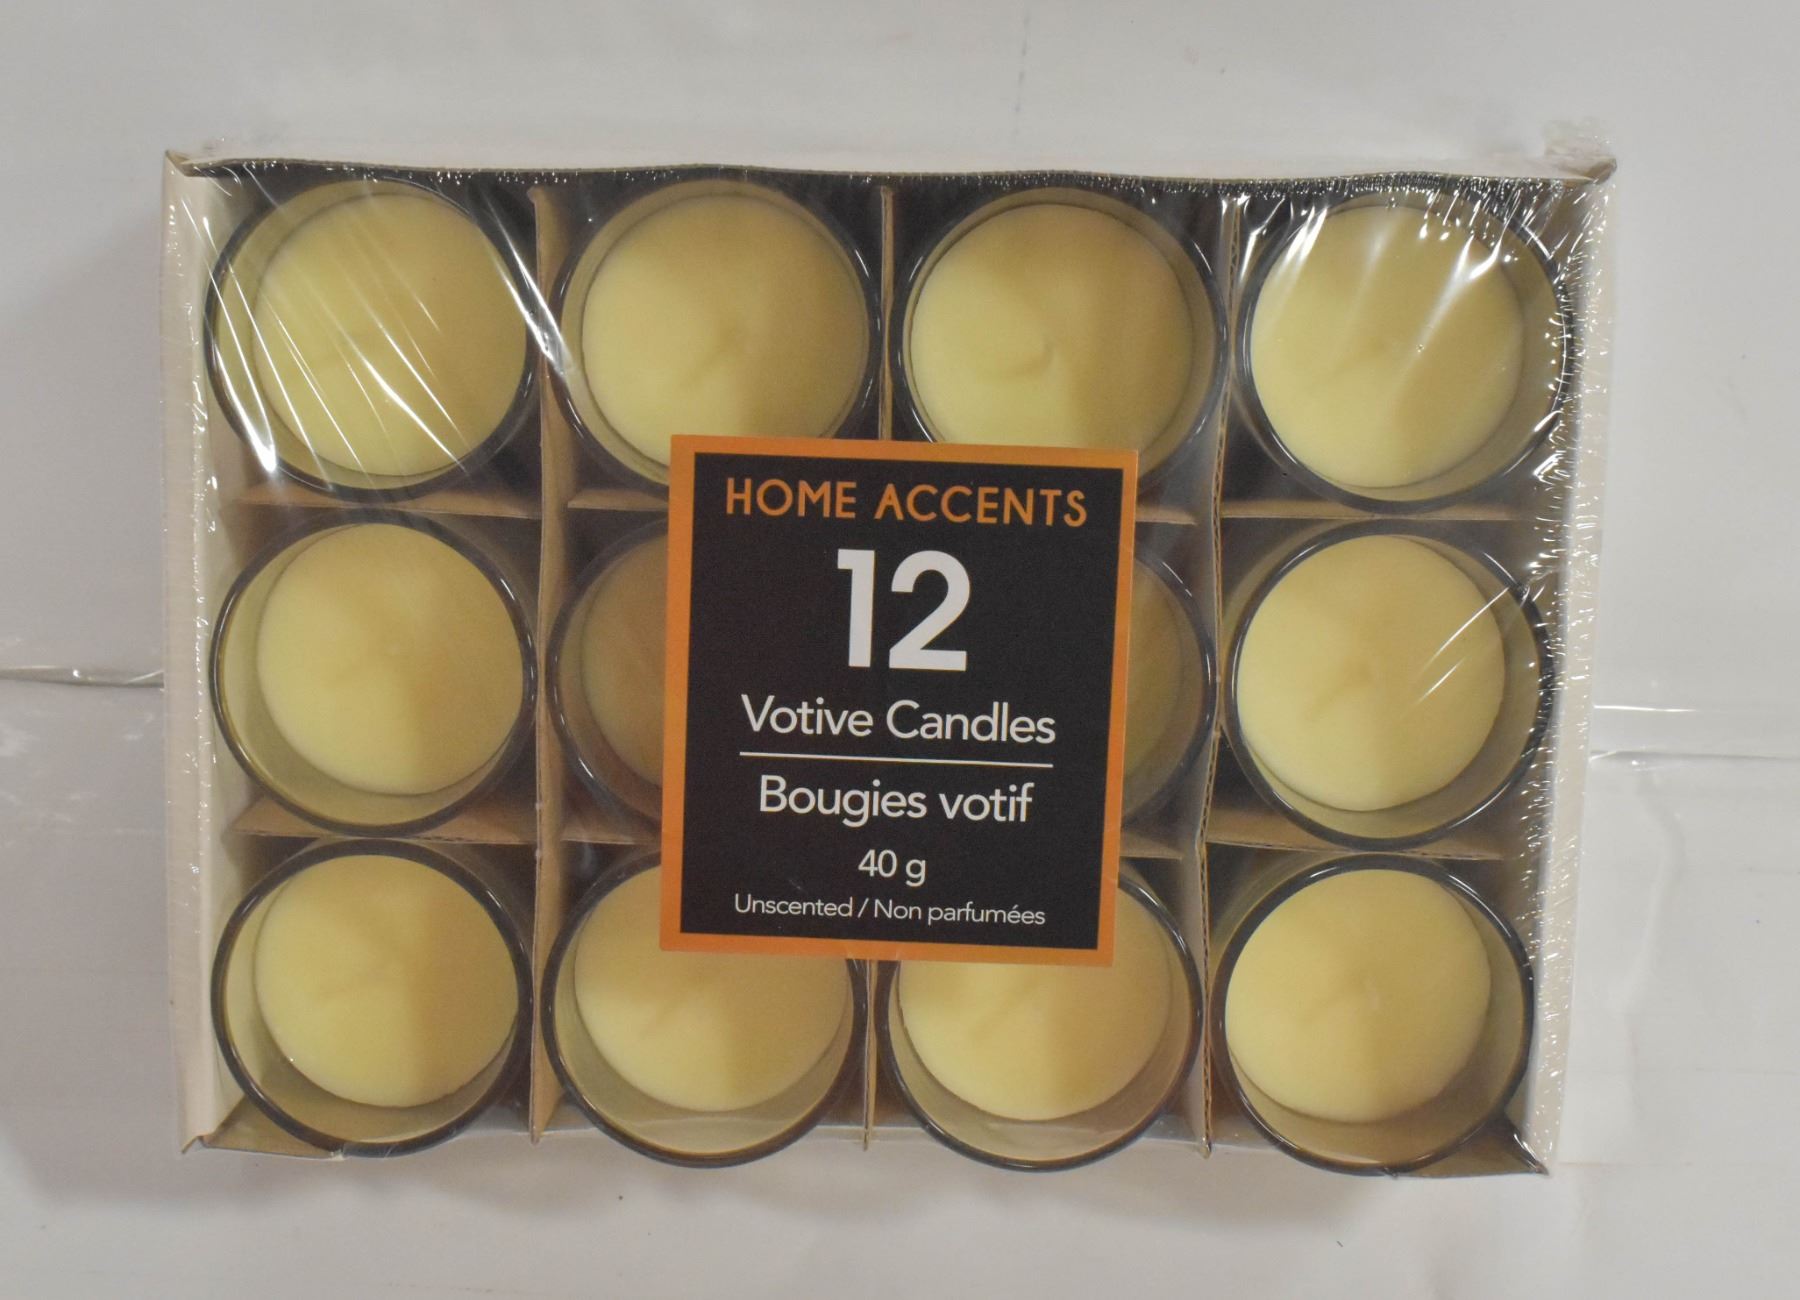 HOME ACCENTS
12
Votive Candles
Bougies votif
40 g
Unscented / Non parfumées